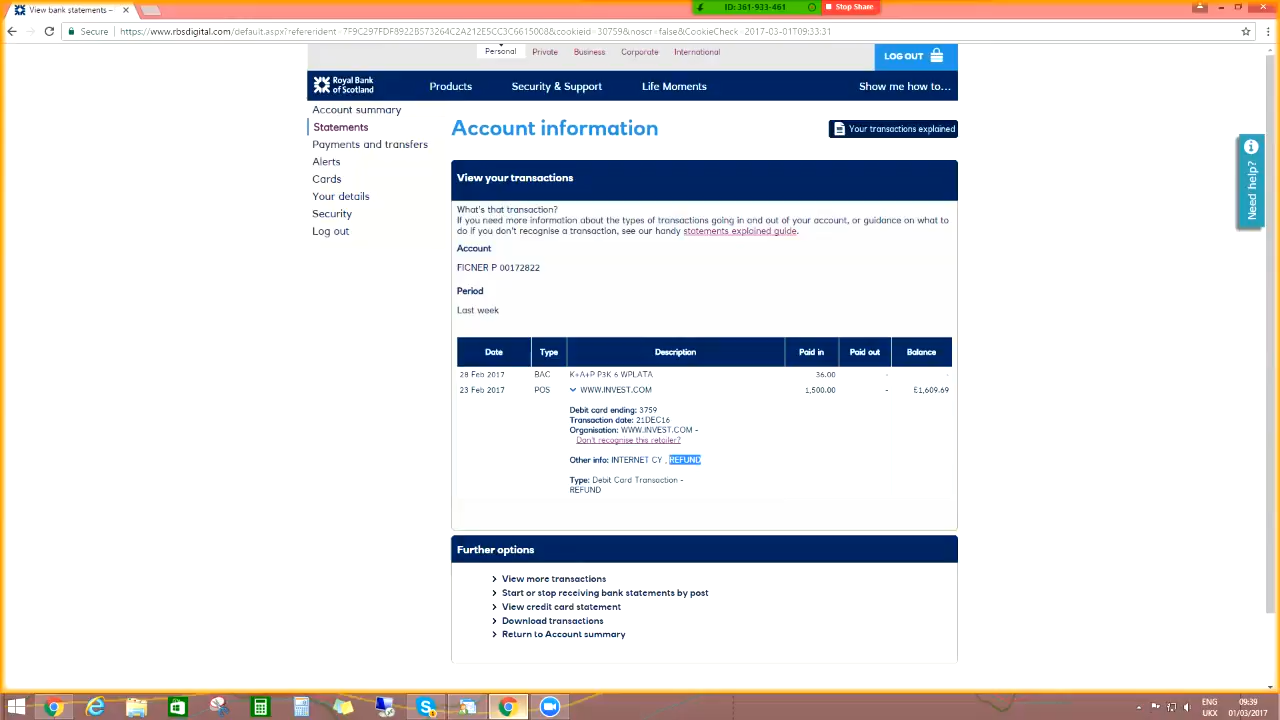 View bank statements –
ID: 361-933-461
Stop Share
Secure
https://www.rbsdigital.com/default.aspx?refererident=7F9C297FDF8922B573264C2A212E5CC3C6615008&cookieid=30759&noscr=false&CookieCheck=2017-03-01T09:33:31
Personal Private Business Corporate International
LOG OUT
Royal Bank
of Scotland
Products Security & Support Life Moments Show me how to...
Account summary
Statements
Payments and transfers
Alerts
Cards
Your details
Security
Log out
Account information
Your transactions explained
View your transactions
What's that transaction?
If you need more information about the types of transactions going in and out of your account, or guidance on what to
do if you don't recognise a transaction, see our handy statements explained guide.
Account
FICNER P 00172822
Period
Last week
Date Type Description Paid in Paid out Balance
28 Feb 2017 BAC K+A+P P3K 6 WPLATA 36.00 - -
23 Feb 2017 POS WWW.INVEST.COM 1,500.00 - £1,609.69
Debit card ending: 3759
Transaction date: 21DEC16
Organisation: WWW.INVEST.COM -
Don't recognise this retailer?
Other info: INTERNET CY , REFUND
Type: Debit Card Transaction -
REFUND
Further options
View more transactions
Start or stop receiving bank statements by post
View credit card statement
Download transactions
Return to Account summary
Need help?
ENG
UKX
09:39
01/03/2017